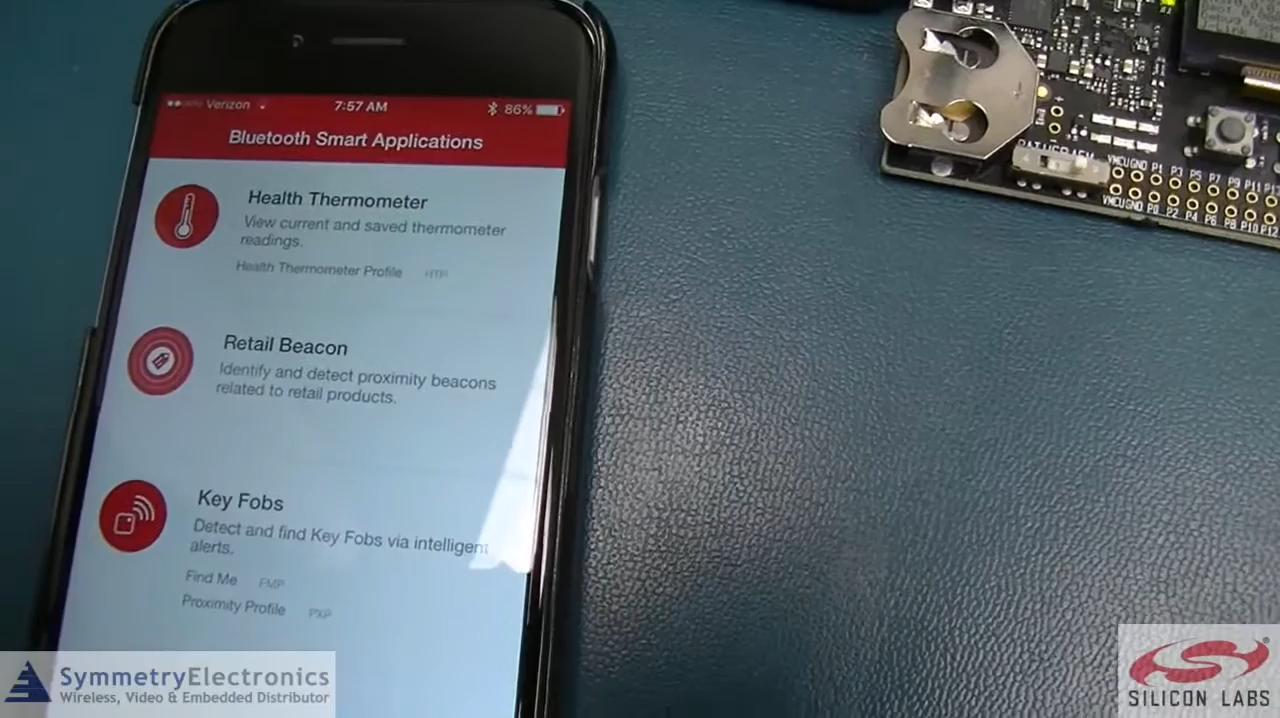 Verizon
7:57 AM
86%
Bluetooth Smart Applications
Health Thermometer
View current and saved thermometer
readings.
Health Thermometer Profile HTP
Retail Beacon
Identify and detect proximity beacons
related to retail products.
Key Fobs
Detect and find Key Fobs via intelligent
alerts.
Find Me FMP
Proximity Profile PXP
VMCU GND P1 P3 P5 P7 P9 P11
VMCU GND P0 P2 P4 P6 P8 P10 P12
SymmetryElectronics
Wireless, Video & Embedded Distributor
SILICON LABS